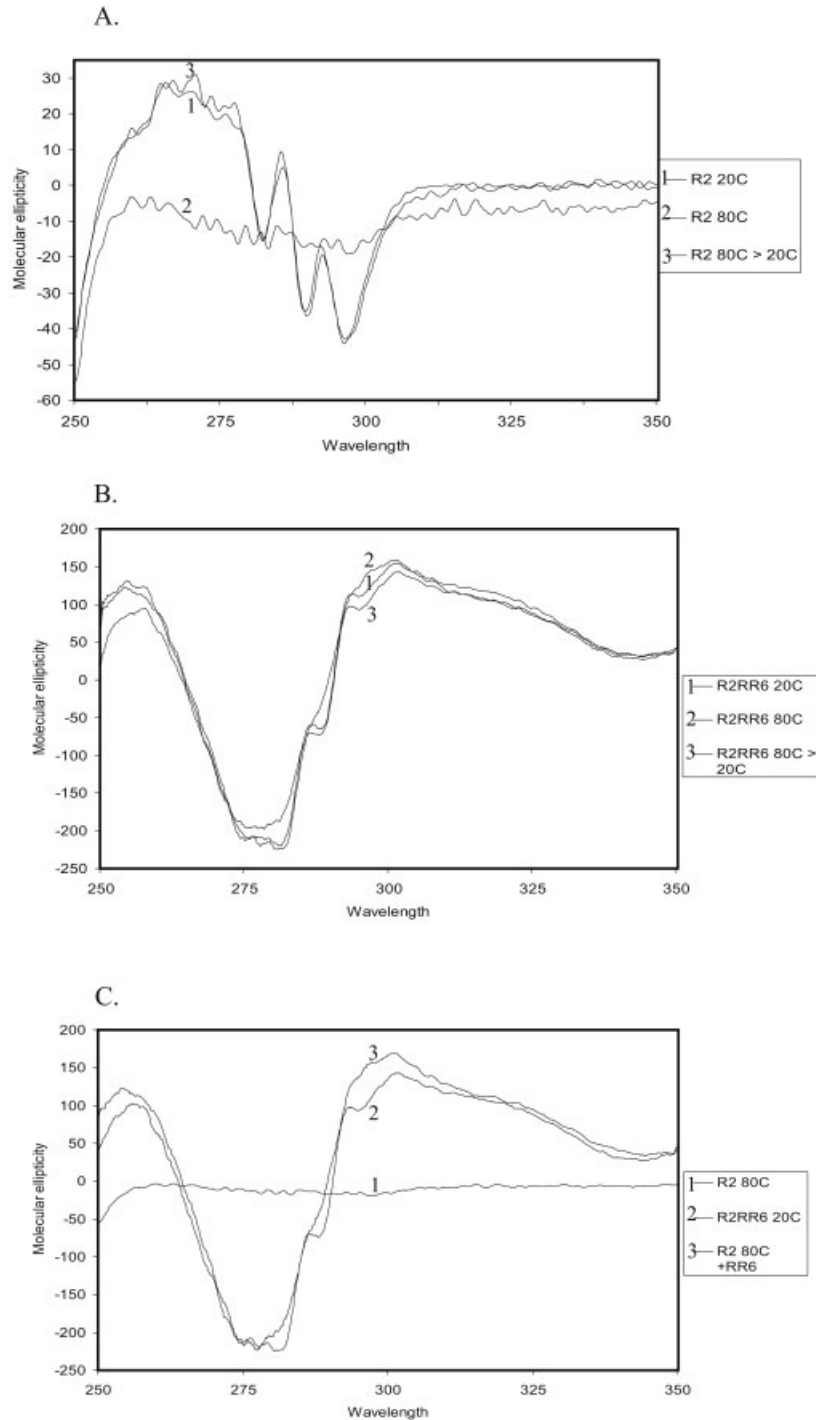 A.
30
20
10
0
-10
-20
-30
-40
-50
-60
Molecular ellipticity
3
1
2
250
275
300
325
350
Wavelength
1 R2 20C
2 R2 80C
3 R2 80C > 20C
B.
200
150
100
50
0
-50
-100
-150
-200
-250
Molecular ellipticity
2
1
3
250
275
300
325
350
Wavelength
1 R2RR6 20C
2 R2RR6 80C
3 R2RR6 80C >
20C
C.
200
150
100
50
0
-50
-100
-150
-200
-250
Molecular ellipticity
3
2
1
250
275
300
325
350
Wavelength
1 R2 80C
2 R2RR6 20C
3 R2 80C
+RR6